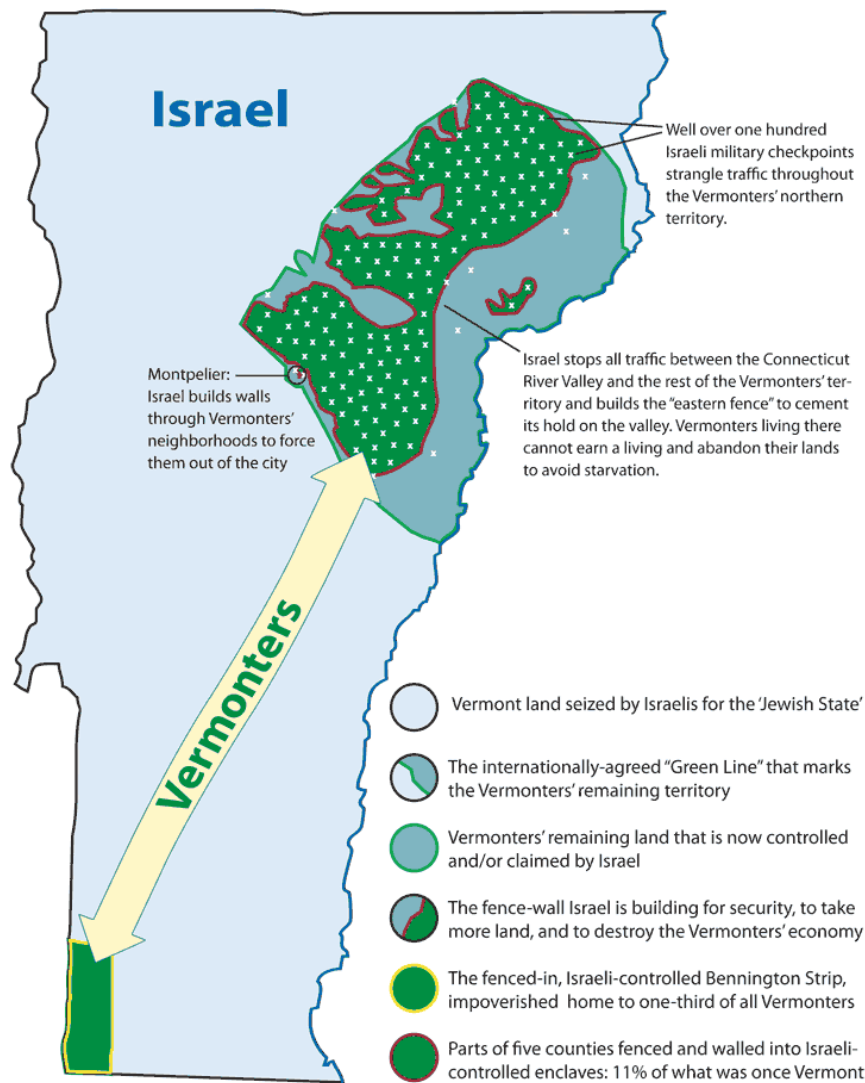 Israel
Well over one hundred
Israeli military checkpoints
strangle traffic throughout
the Vermonters' northern
territory.
Israel stops all traffic between the Connecticut
River Valley and the rest of the Vermonters' ter-
ritory and builds the "eastern fence" to cement
its hold on the valley. Vermonters living there
cannot earn a living and abandon their lands
to avoid starvation.
Montpelier:
Israel builds walls
through Vermonters'
neighborhoods to force
them out of the city
Vermonters
Vermont land seized by Israelis for the 'Jewish State'
The internationally-agreed "Green Line" that marks
the Vermonters' remaining territory
Vermonters' remaining land that is now controlled
and/or claimed by Israel
The fence-wall Israel is building for security, to take
more land, and to destroy the Vermonters' economy
The fenced-in, Israeli-controlled Bennington Strip,
impoverished home to one-third of all Vermonters
Parts of five counties fenced and walled into Israeli-
controlled enclaves: 11% of what was once Vermont